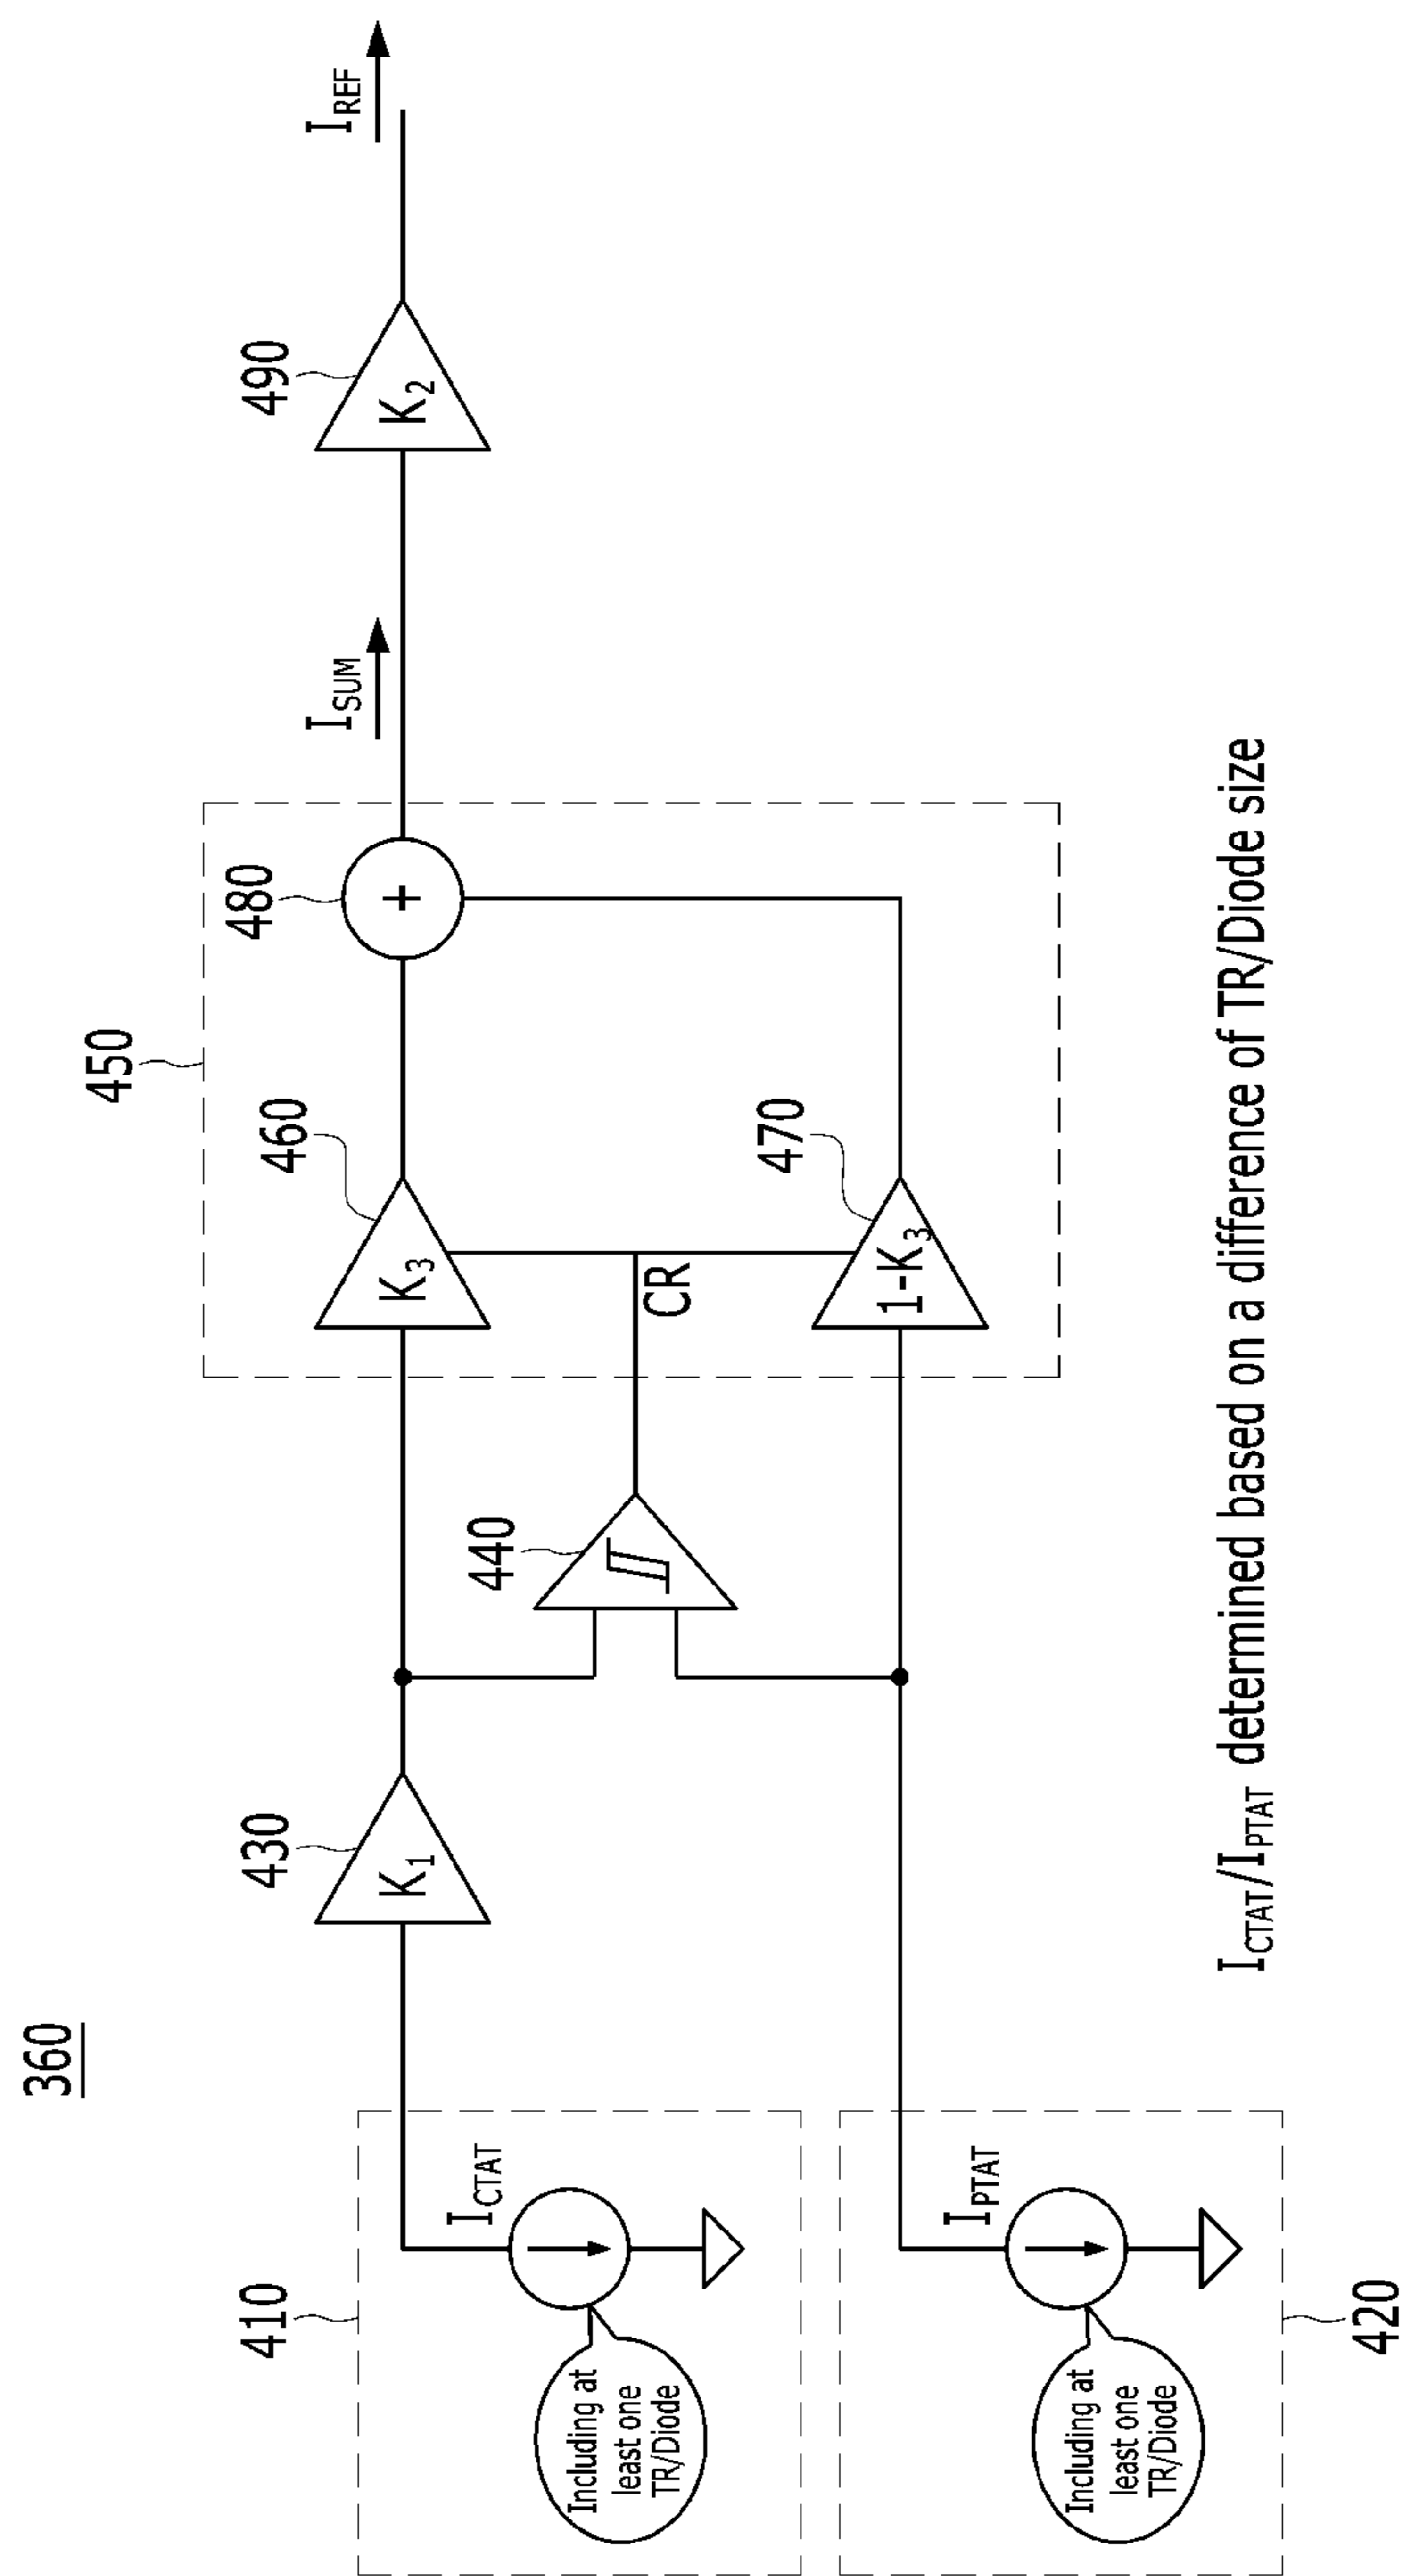 360
410
I_CTAT
Including at
least one
TR/Diode
420
I_PTAT
Including at
least one
TR/Diode
430
K₁
440
CR
450
460
K₃
470
1-K₃
480
+
I_SUM
490
K₂
I_REF
I_CTAT/I_PTAT determined based on a difference of TR/Diode size